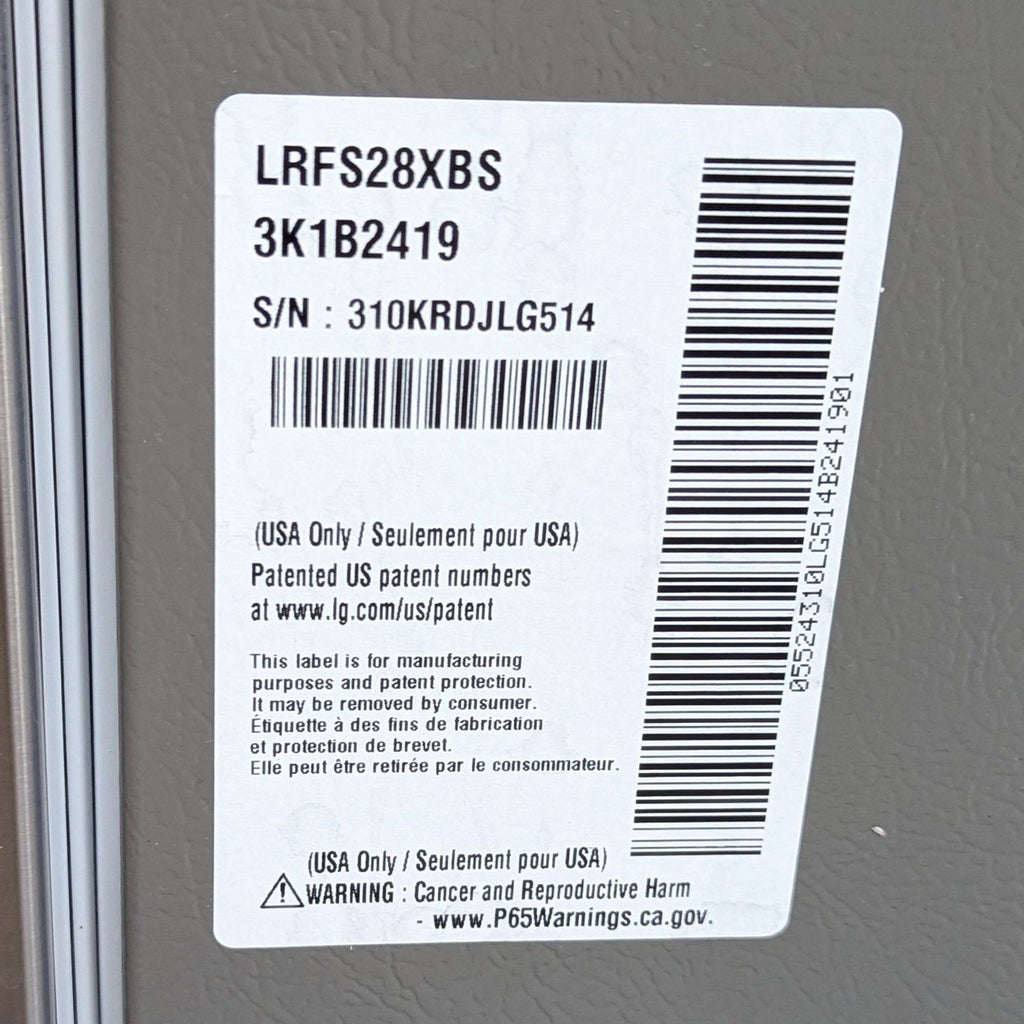 LRFS28XBS
3K1B2419
S/N : 310KRDJLG514
05524310LG514B241901
(USA Only / Seulement pour USA)
Patented US patent numbers
at www.lg.com/us/patent
This label is for manufacturing
purposes and patent protection.
It may be removed by consumer.
Étiquette à des fins de fabrication
et protection de brevet.
Elle peut être retirée par le consommateur.
(USA Only / Seulement pour USA)
WARNING : Cancer and Reproductive Harm
- www.P65Warnings.ca.gov.